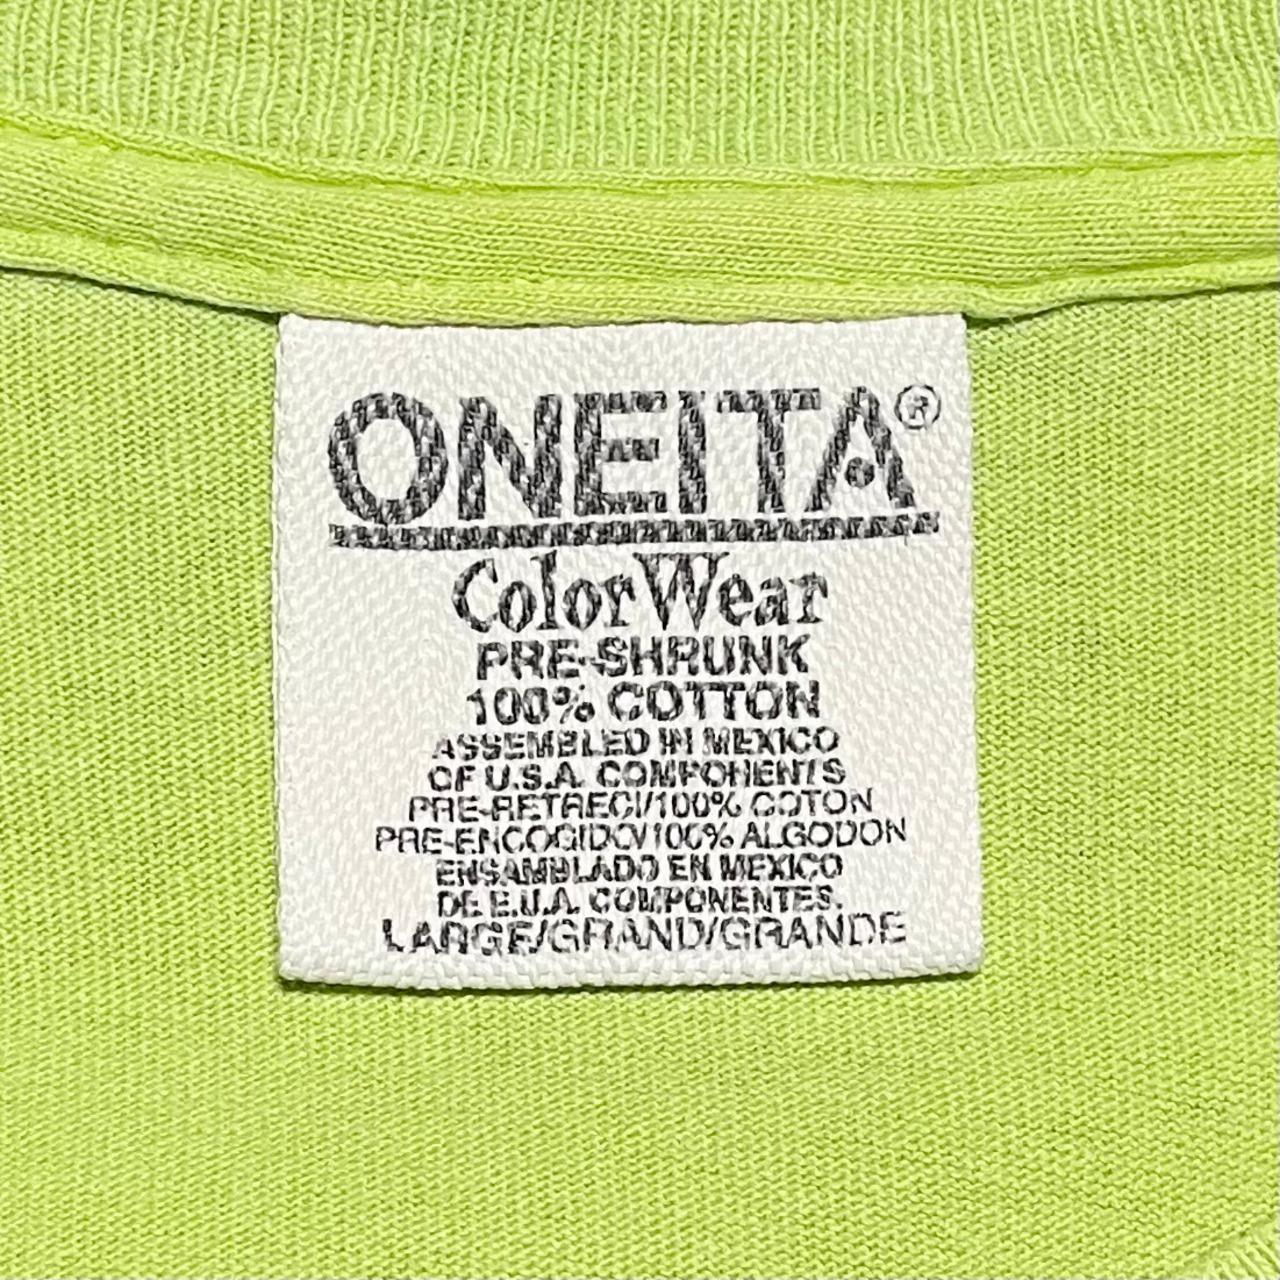 ONEITA®
ColorWear
PRE-SHRUNK
100% COTTON
ASSEMBLED IN MEXICO
OF U.S.A. COMPONENTS
PRE-RETRECI/100% COTON
PRE-ENCOGIDO/100% ALGODON
ENSAMBLADO EN MEXICO
DE E.U.A. COMPONENTES.
LARGE/GRAND/GRANDE